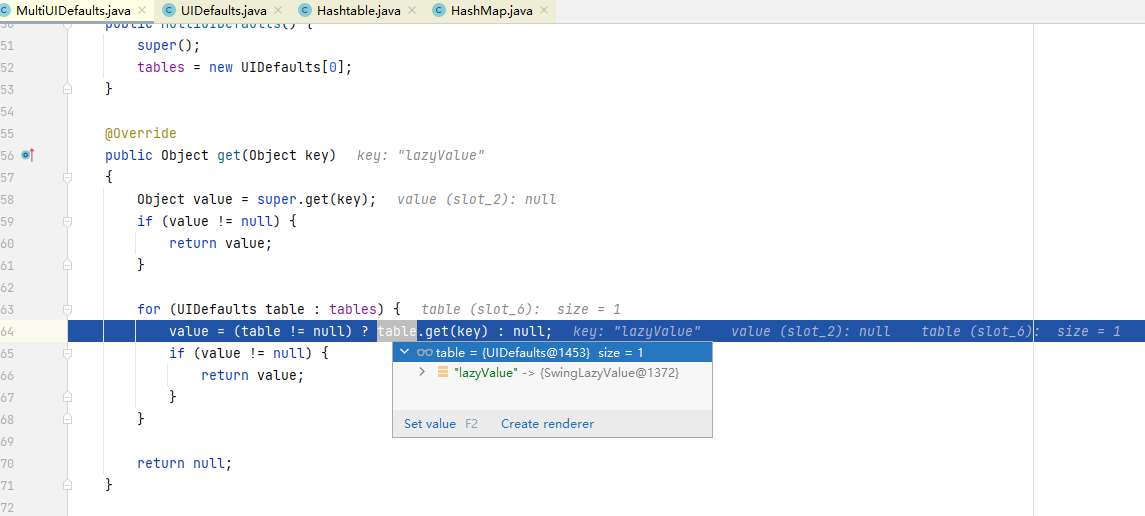 MultiUIDefaults.java × UIDefaults.java × Hashtable.java × HashMap.java ×
50 public MultiUIDefaults() {
51 super();
52 tables = new UIDefaults[0];
53 }
54
55 @Override
56 public Object get(Object key) key: "lazyValue"
57 {
58 Object value = super.get(key); value (slot_2): null
59 if (value != null) {
60 return value;
61 }
62
63 for (UIDefaults table : tables) { table (slot_6): size = 1
64 value = (table != null) ? table.get(key) : null; key: "lazyValue" value (slot_2): null table (slot_6): size = 1
65 if (value != null) {
table = {UIDefaults@1453} size = 1
66 return value;
"lazyValue" -> {SwingLazyValue@1372}
67 }
68 }
Set value F2 Create renderer
69
70 return null;
71 }
72